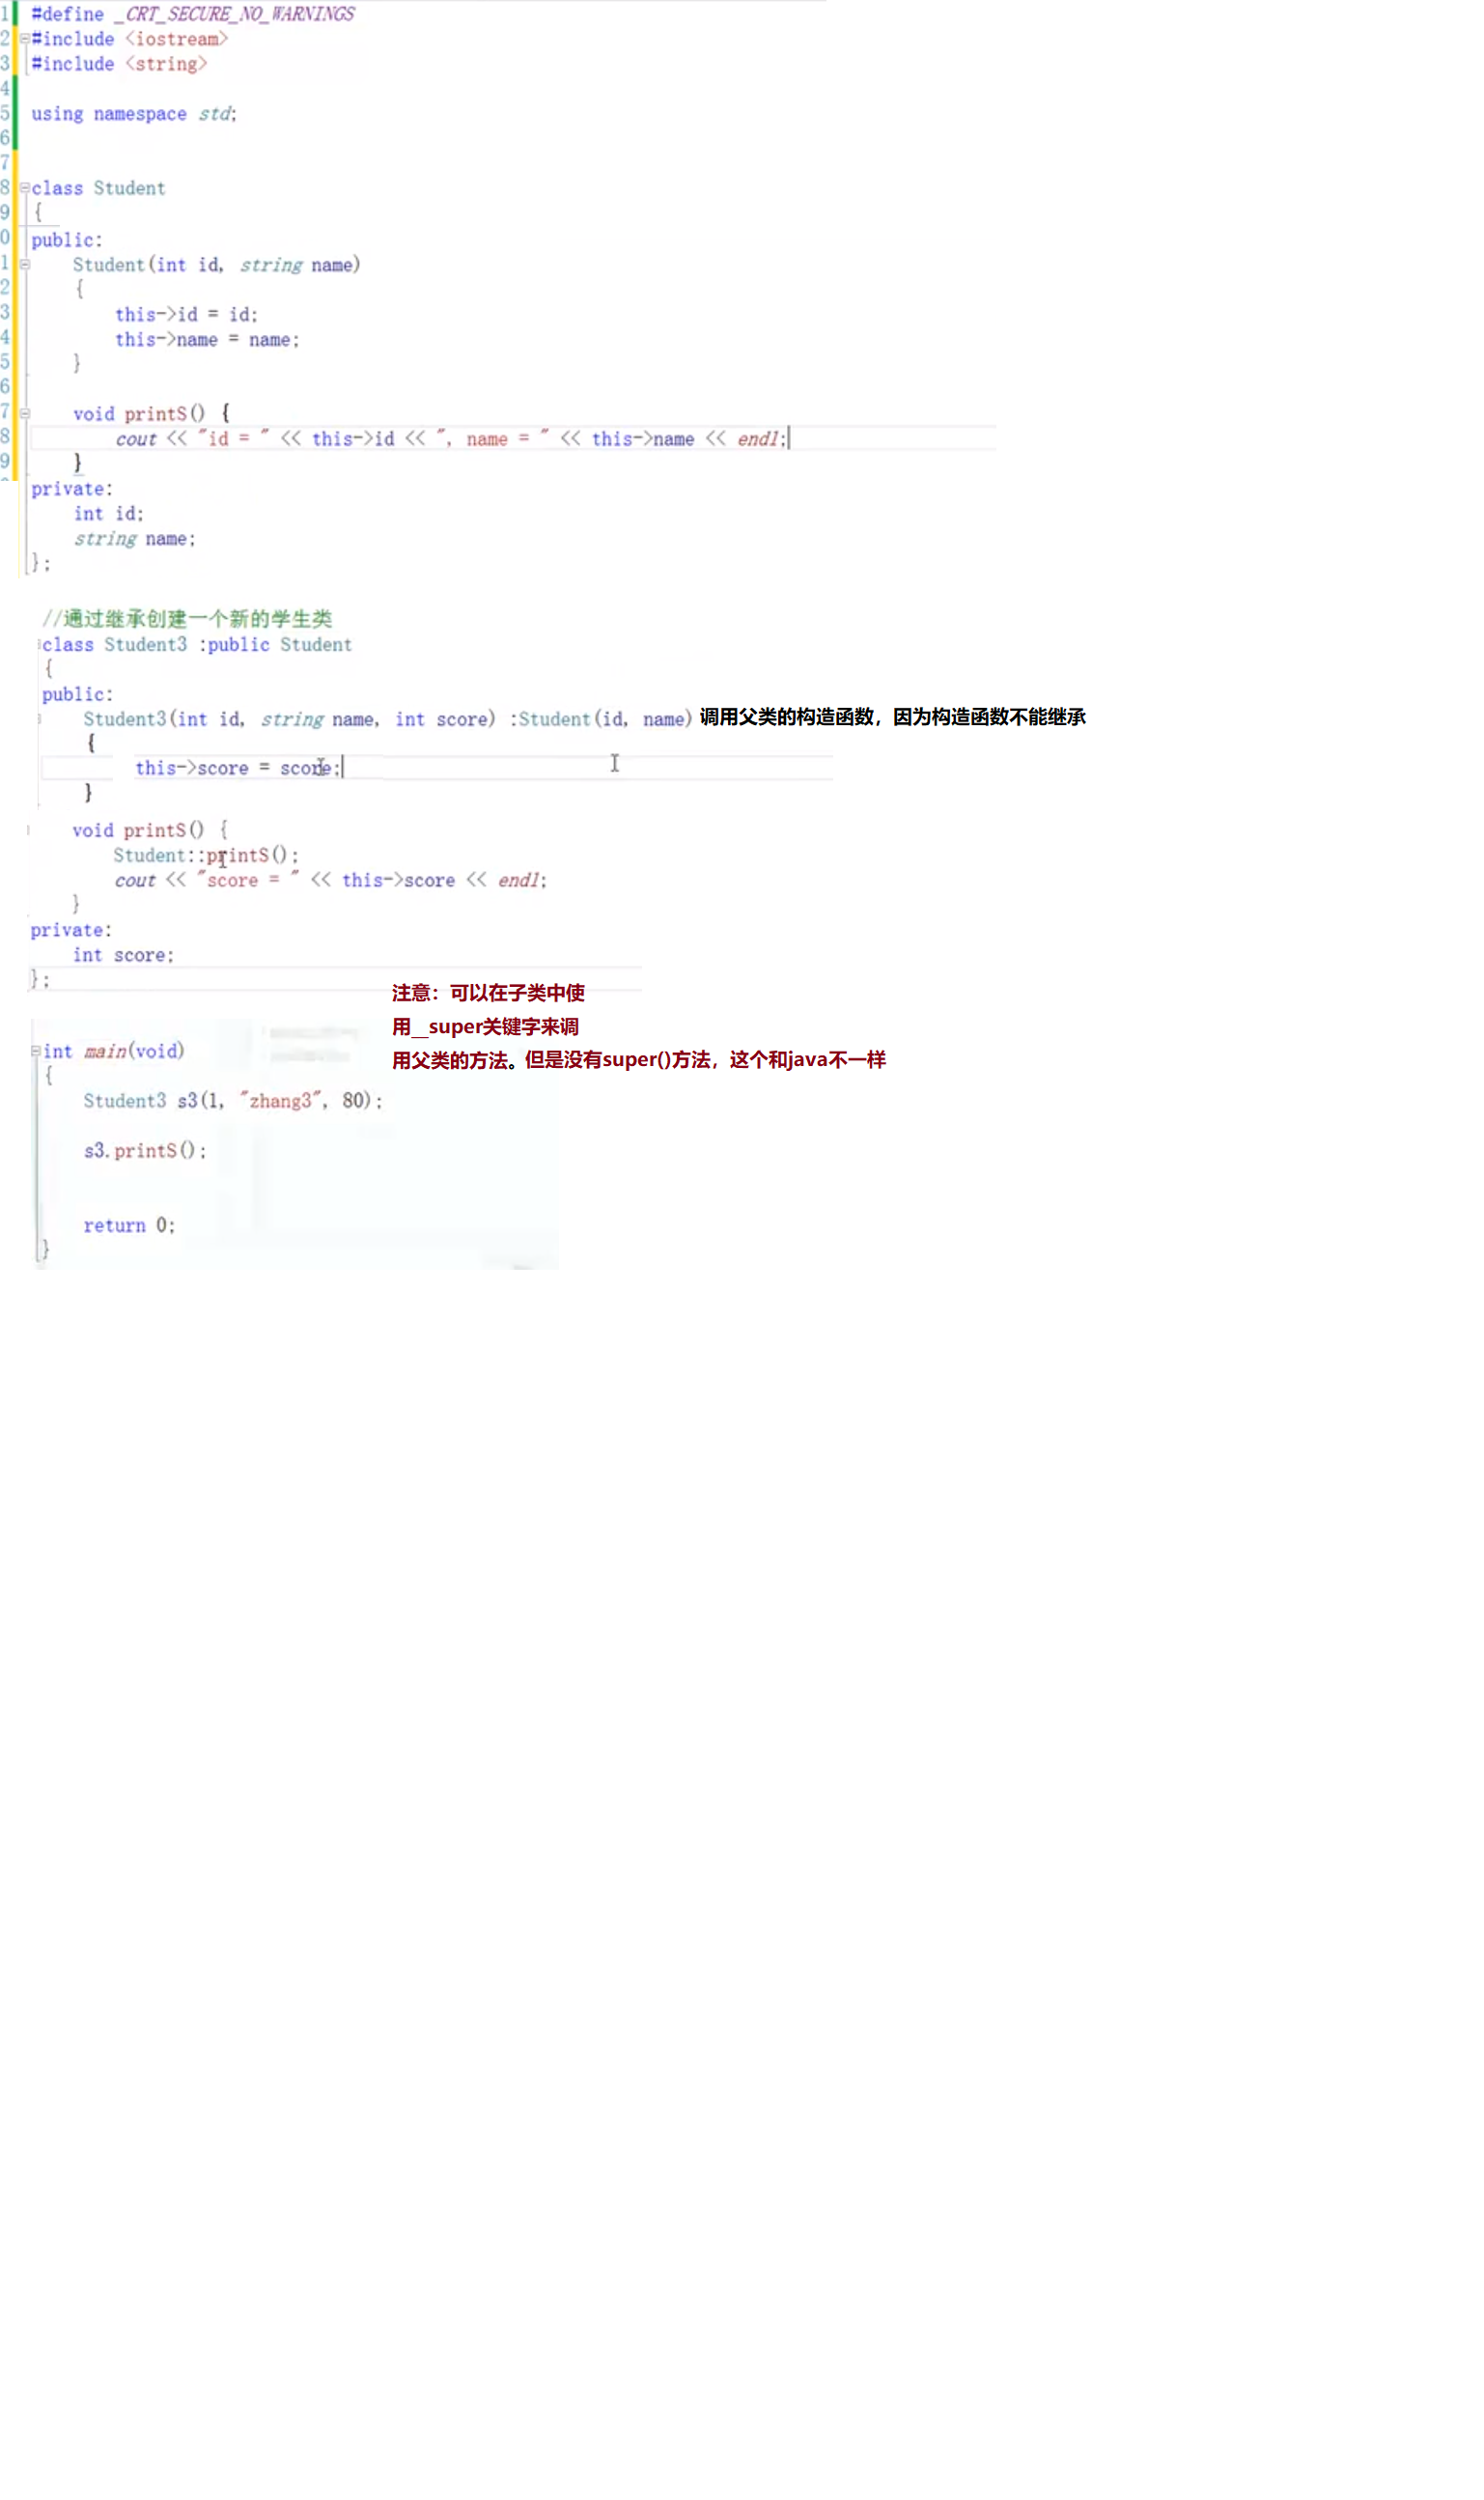 1 #define _CRT_SECURE_NO_WARNINGS
2 #include <iostream>
3 #include <string>
4
5 using namespace std;
6
7
8 class Student
9 {
0 public:
1 Student(int id, string name)
2 {
3 this->id = id;
4 this->name = name;
5 }
6
7 void printS() {
8 cout << "id = " << this->id << ", name = " << this->name << endl;
9 }
private:
int id;
string name;
};
//通过继承创建一个新的学生类
class Student3 :public Student
{
public:
Student3(int id, string name, int score) :Student(id, name) 调用父类的构造函数，因为构造函数不能继承
{
this->score = score;
}
void printS() {
Student::printS();
cout << "score = " << this->score << endl;
}
private:
int score;
};
注意：可以在子类中使
用__super关键字来调
用父类的方法。但是没有super()方法，这个和java不一样
int main(void)
{
Student3 s3(1, "zhang3", 80);
s3.printS();
return 0;
}